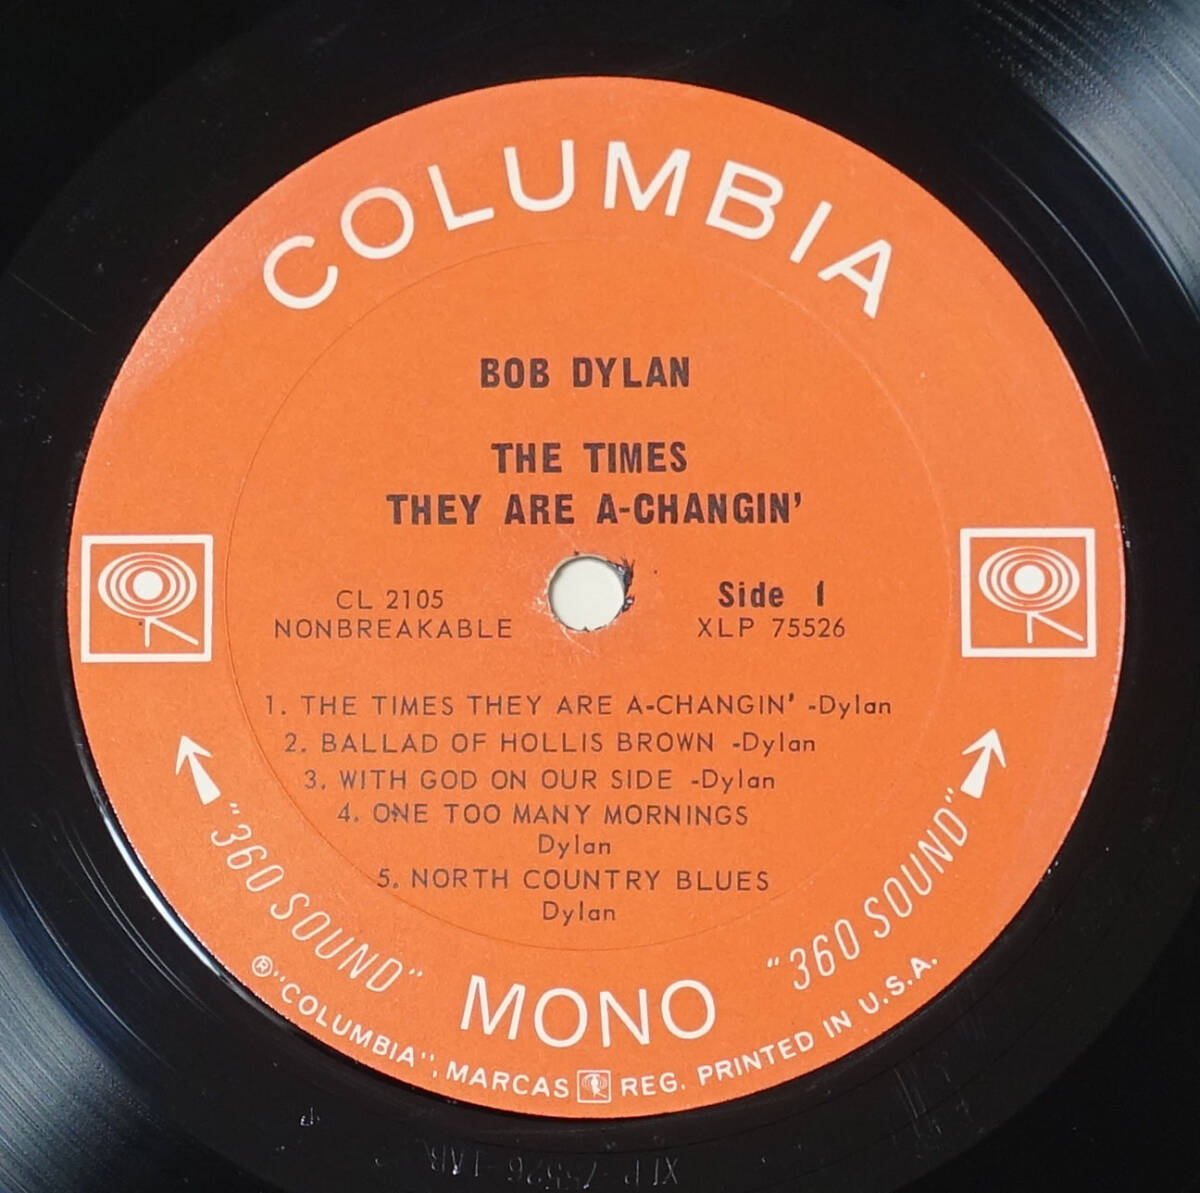 COLUMBIA
BOB DYLAN
THE TIMES
THEY ARE A-CHANGIN'
CL 2105
NONBREAKABLE
Side 1
XLP 75526
1. THE TIMES THEY ARE A-CHANGIN' -Dylan
2. BALLAD OF HOLLIS BROWN -Dylan
3. WITH GOD ON OUR SIDE -Dylan
4. ONE TOO MANY MORNINGS
Dylan
5. NORTH COUNTRY BLUES
Dylan
"360 SOUND"
MONO
"360 SOUND"
®"COLUMBIA", MARCAS REG. PRINTED IN U.S.A.